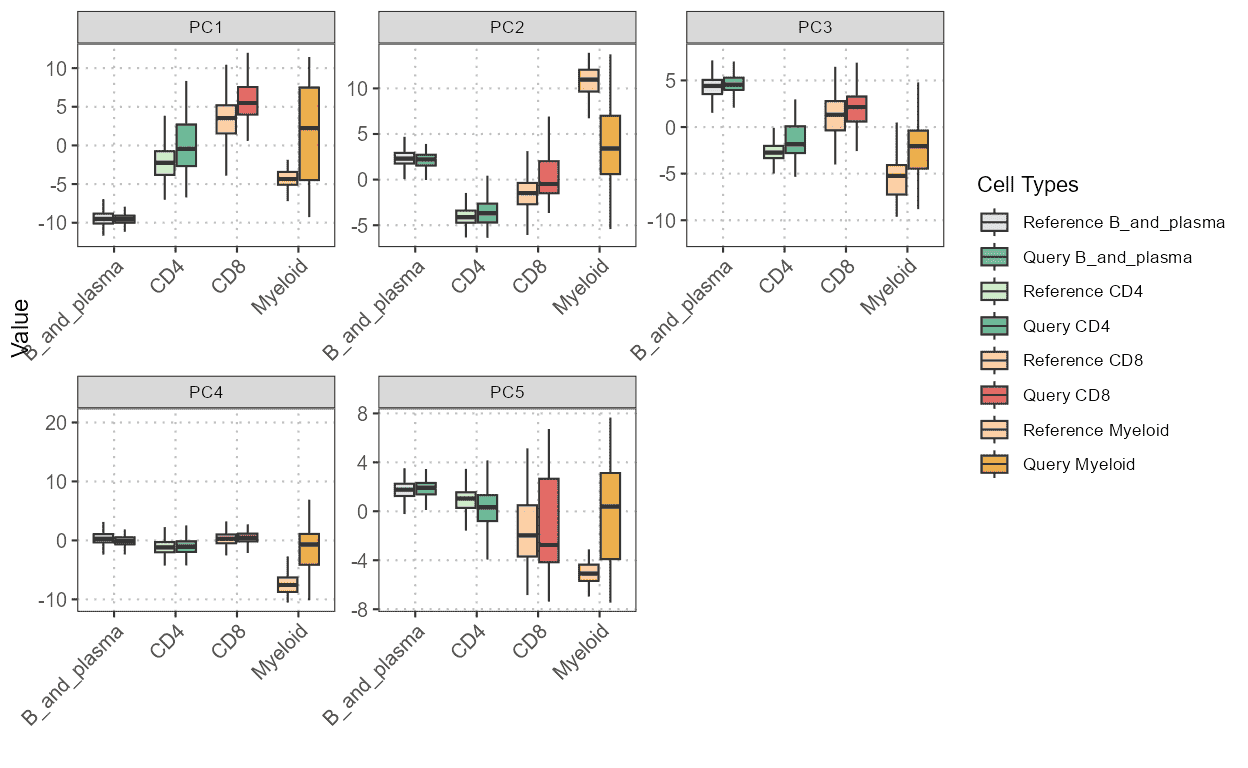 PC1
PC2
PC3
10
5
0
-5
-10
10
5
0
-5
5
0
-5
-10
B_and_plasma
CD4
CD8
Myeloid
B_and_plasma
CD4
CD8
Myeloid
B_and_plasma
CD4
CD8
Myeloid
Value
PC4
PC5
20
10
0
-10
8
4
0
-4
-8
B_and_plasma
CD4
CD8
Myeloid
B_and_plasma
CD4
CD8
Myeloid
Cell Types
Reference B_and_plasma
Query B_and_plasma
Reference CD4
Query CD4
Reference CD8
Query CD8
Reference Myeloid
Query Myeloid